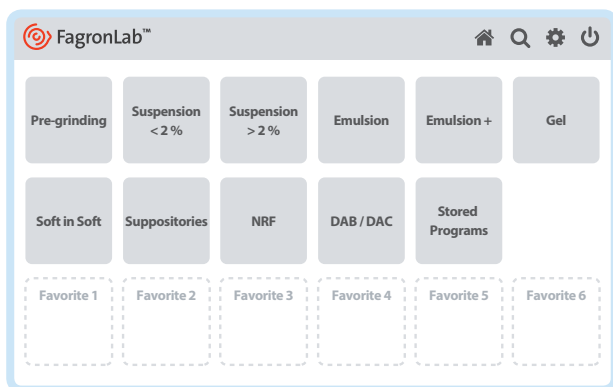 FagronLab™
Pre-grinding
Suspension
< 2 %
Suspension
> 2 %
Emulsion
Emulsion +
Gel
Soft in Soft
Suppositories
NRF
DAB / DAC
Stored
Programs
Favorite 1
Favorite 2
Favorite 3
Favorite 4
Favorite 5
Favorite 6